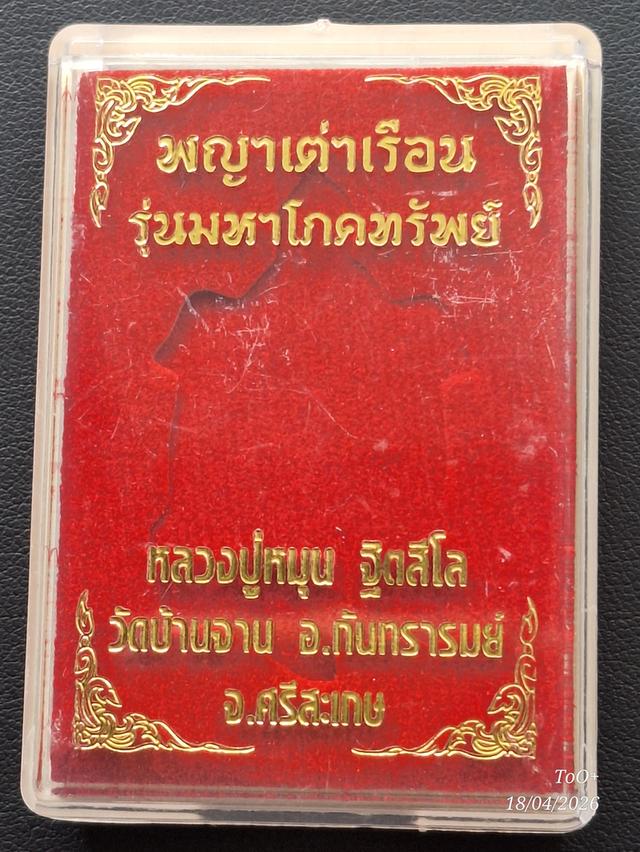 พญาเต่าเรือน
รุ่นมหาโภคทรัพย์
หลวงปู่หมุน ฐิตสีโล
วัดบ้านจาน อ.กันทรารมย์
จ.ศรีสะเกษ
ToO+
18/04/2026